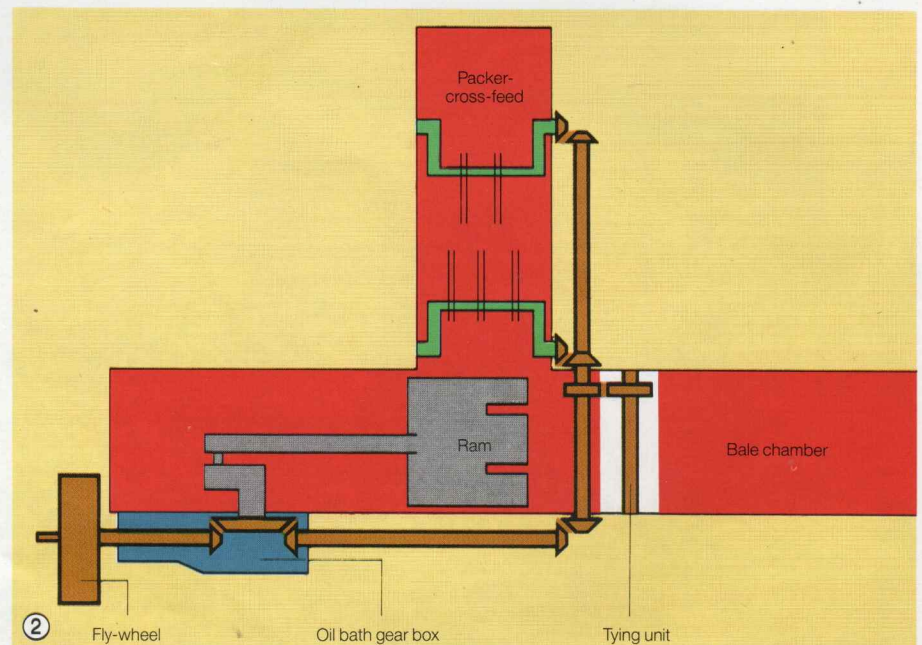 Packer-
cross-feed
Ram
Bale chamber
2
Fly-wheel
Oil bath gear box
Tying unit